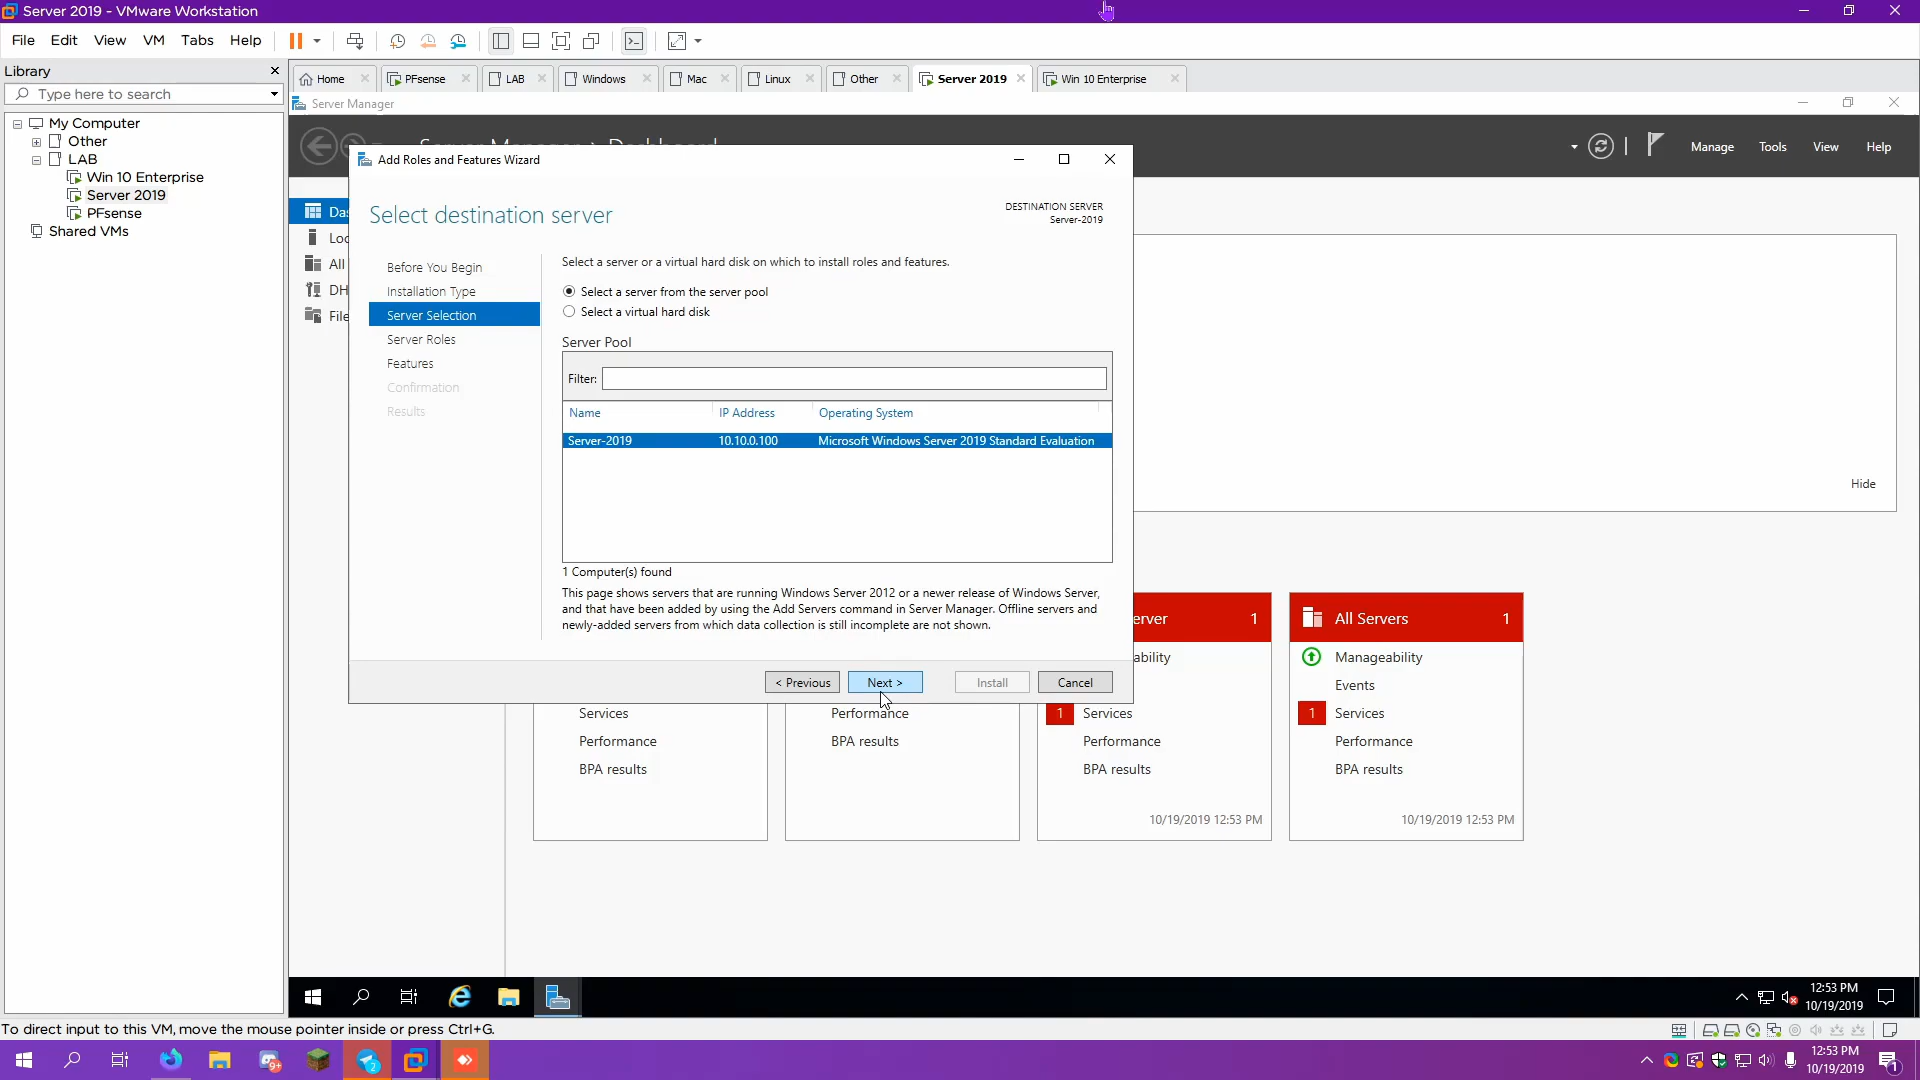 Server 2019 - VMware Workstation
File Edit View VM Tabs Help
Library
Type here to search
My Computer
Other
LAB
Win 10 Enterprise
Server 2019
PFsense
Shared VMs
Home PFsense LAB Windows Mac Linux Other Server 2019 Win 10 Enterprise
Server Manager
Manage Tools View Help
Das
Loc
All
DH
File
Add Roles and Features Wizard
Select destination server
DESTINATION SERVER
Server-2019
Before You Begin
Installation Type
Server Selection
Server Roles
Features
Confirmation
Results
Select a server or a virtual hard disk on which to install roles and features.
Select a server from the server pool
Select a virtual hard disk
Server Pool
Filter:
Name IP Address Operating System
Server-2019 10.10.0.100 Microsoft Windows Server 2019 Standard Evaluation
1 Computer(s) found
This page shows servers that are running Windows Server 2012 or a newer release of Windows Server,
and that have been added by using the Add Servers command in Server Manager. Offline servers and
newly-added servers from which data collection is still incomplete are not shown.
< Previous Next > Install Cancel
Hide
erver 1
ability
All Servers 1
Manageability
Events
Services
Performance
BPA results
Performance
BPA results
1 Services
Performance
BPA results
10/19/2019 12:53 PM
1 Services
Performance
BPA results
10/19/2019 12:53 PM
12:53 PM
10/19/2019
To direct input to this VM, move the mouse pointer inside or press Ctrl+G.
9+
2
12:53 PM
10/19/2019
1